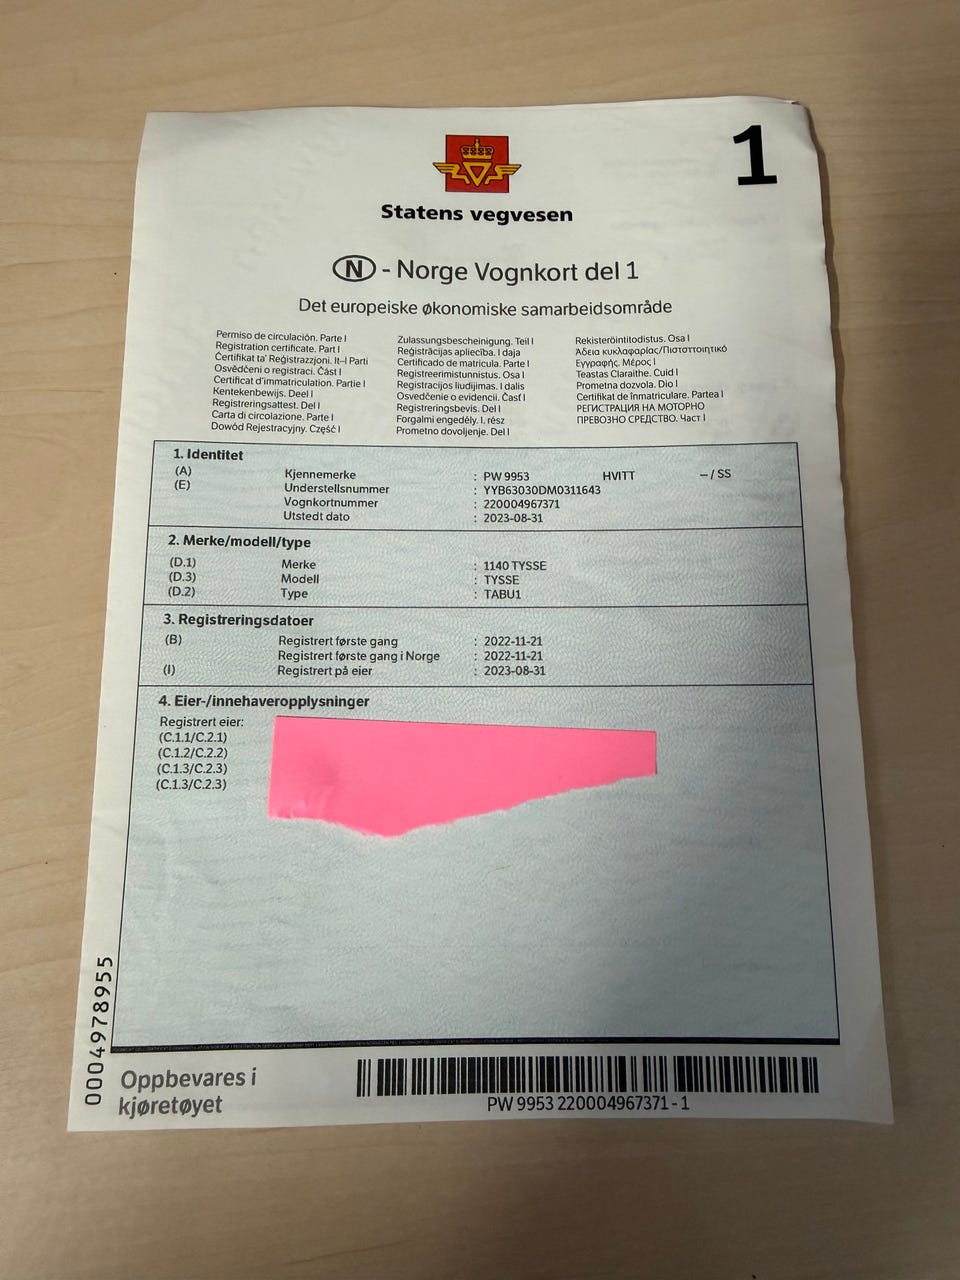 1
Statens vegvesen
N - Norge Vognkort del 1
Det europeiske økonomiske samarbeidsområde
Permiso de circulación. Parte I
Registration certificate. Part I
Ċertifikat ta' Reġistrazzjoni. It-I Parti
Osvědčeni o registraci. Část I
Certificat d'immatriculation. Partie I
Kentekenbewijs. Deel I
Registreringsattest. Del I
Carta di circolazione. Parte I
Dowód Rejestracyjny. Część I
Zulassungsbescheinigung. Teil I
Reģistrācijas apliecība. I daja
Certificado de matrícula. Parte I
Registreerimistunnistus. Osa I
Registracijos liudijimas. I dalis
Osvedčenie o evidencii. Časť I
Registreringsbevis. Del I
Forgalmi engedély. I. rész
Prometno dovoljenje. Del I
Rekisteröintitodistus. Osa I
Άδεια κυκλαφαρίας/Πιστοττοιητικό
Εγγραφής. Μέρος I
Teastas Claraithe. Cuid I
Prometna dozvola. Dio I
Certifikat de înmatriculare. Partea I
РЕГИСТРАЦИЯ НА МОТОРНО
ПРЕВОЗНО СРЕДСТВО. Част I
1. Identitet
(A) Kjennemerke : PW 9953 HVITT – / SS
(E) Understellsnummer : YYB63030DM0311643
Vognkortnummer : 220004967371
Utstedt dato : 2023-08-31
2. Merke/modell/type
(D.1) Merke : 1140 TYSSE
(D.3) Modell : TYSSE
(D.2) Type : TABU1
3. Registreringsdatoer
(B) Registrert første gang : 2022-11-21
Registrert første gang i Norge : 2022-11-21
(I) Registrert på eier : 2023-08-31
4. Eier-/innehaveropplysninger
Registrert eier:
(C.1.1/C.2.1)
(C.1.2/C.2.2)
(C.1.3/C.2.3)
(C.1.3/C.2.3)
0004978955
Oppbevares i
kjøretøyet
PW 9953 220004967371 - 1